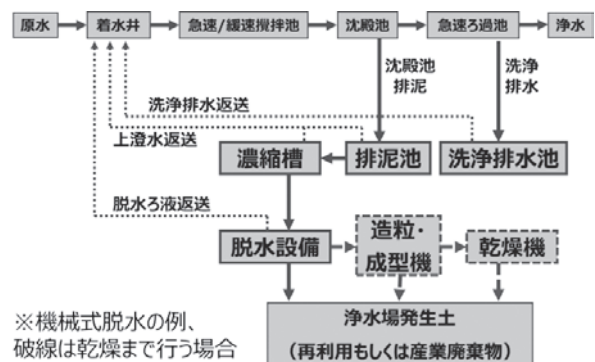 原水
着水井
急速/緩速攪拌池
沈殿池
急速ろ過池
浄水
沈殿池
排泥
洗浄
排水
洗浄排水返送
上澄水返送
濃縮槽
排泥池
洗浄排水池
脱水ろ液返送
脱水設備
造粒・
成型機
乾燥機
※機械式脱水の例、
破線は乾燥まで行う場合
浄水場発生土
(再利用もしくは産業廃棄物)